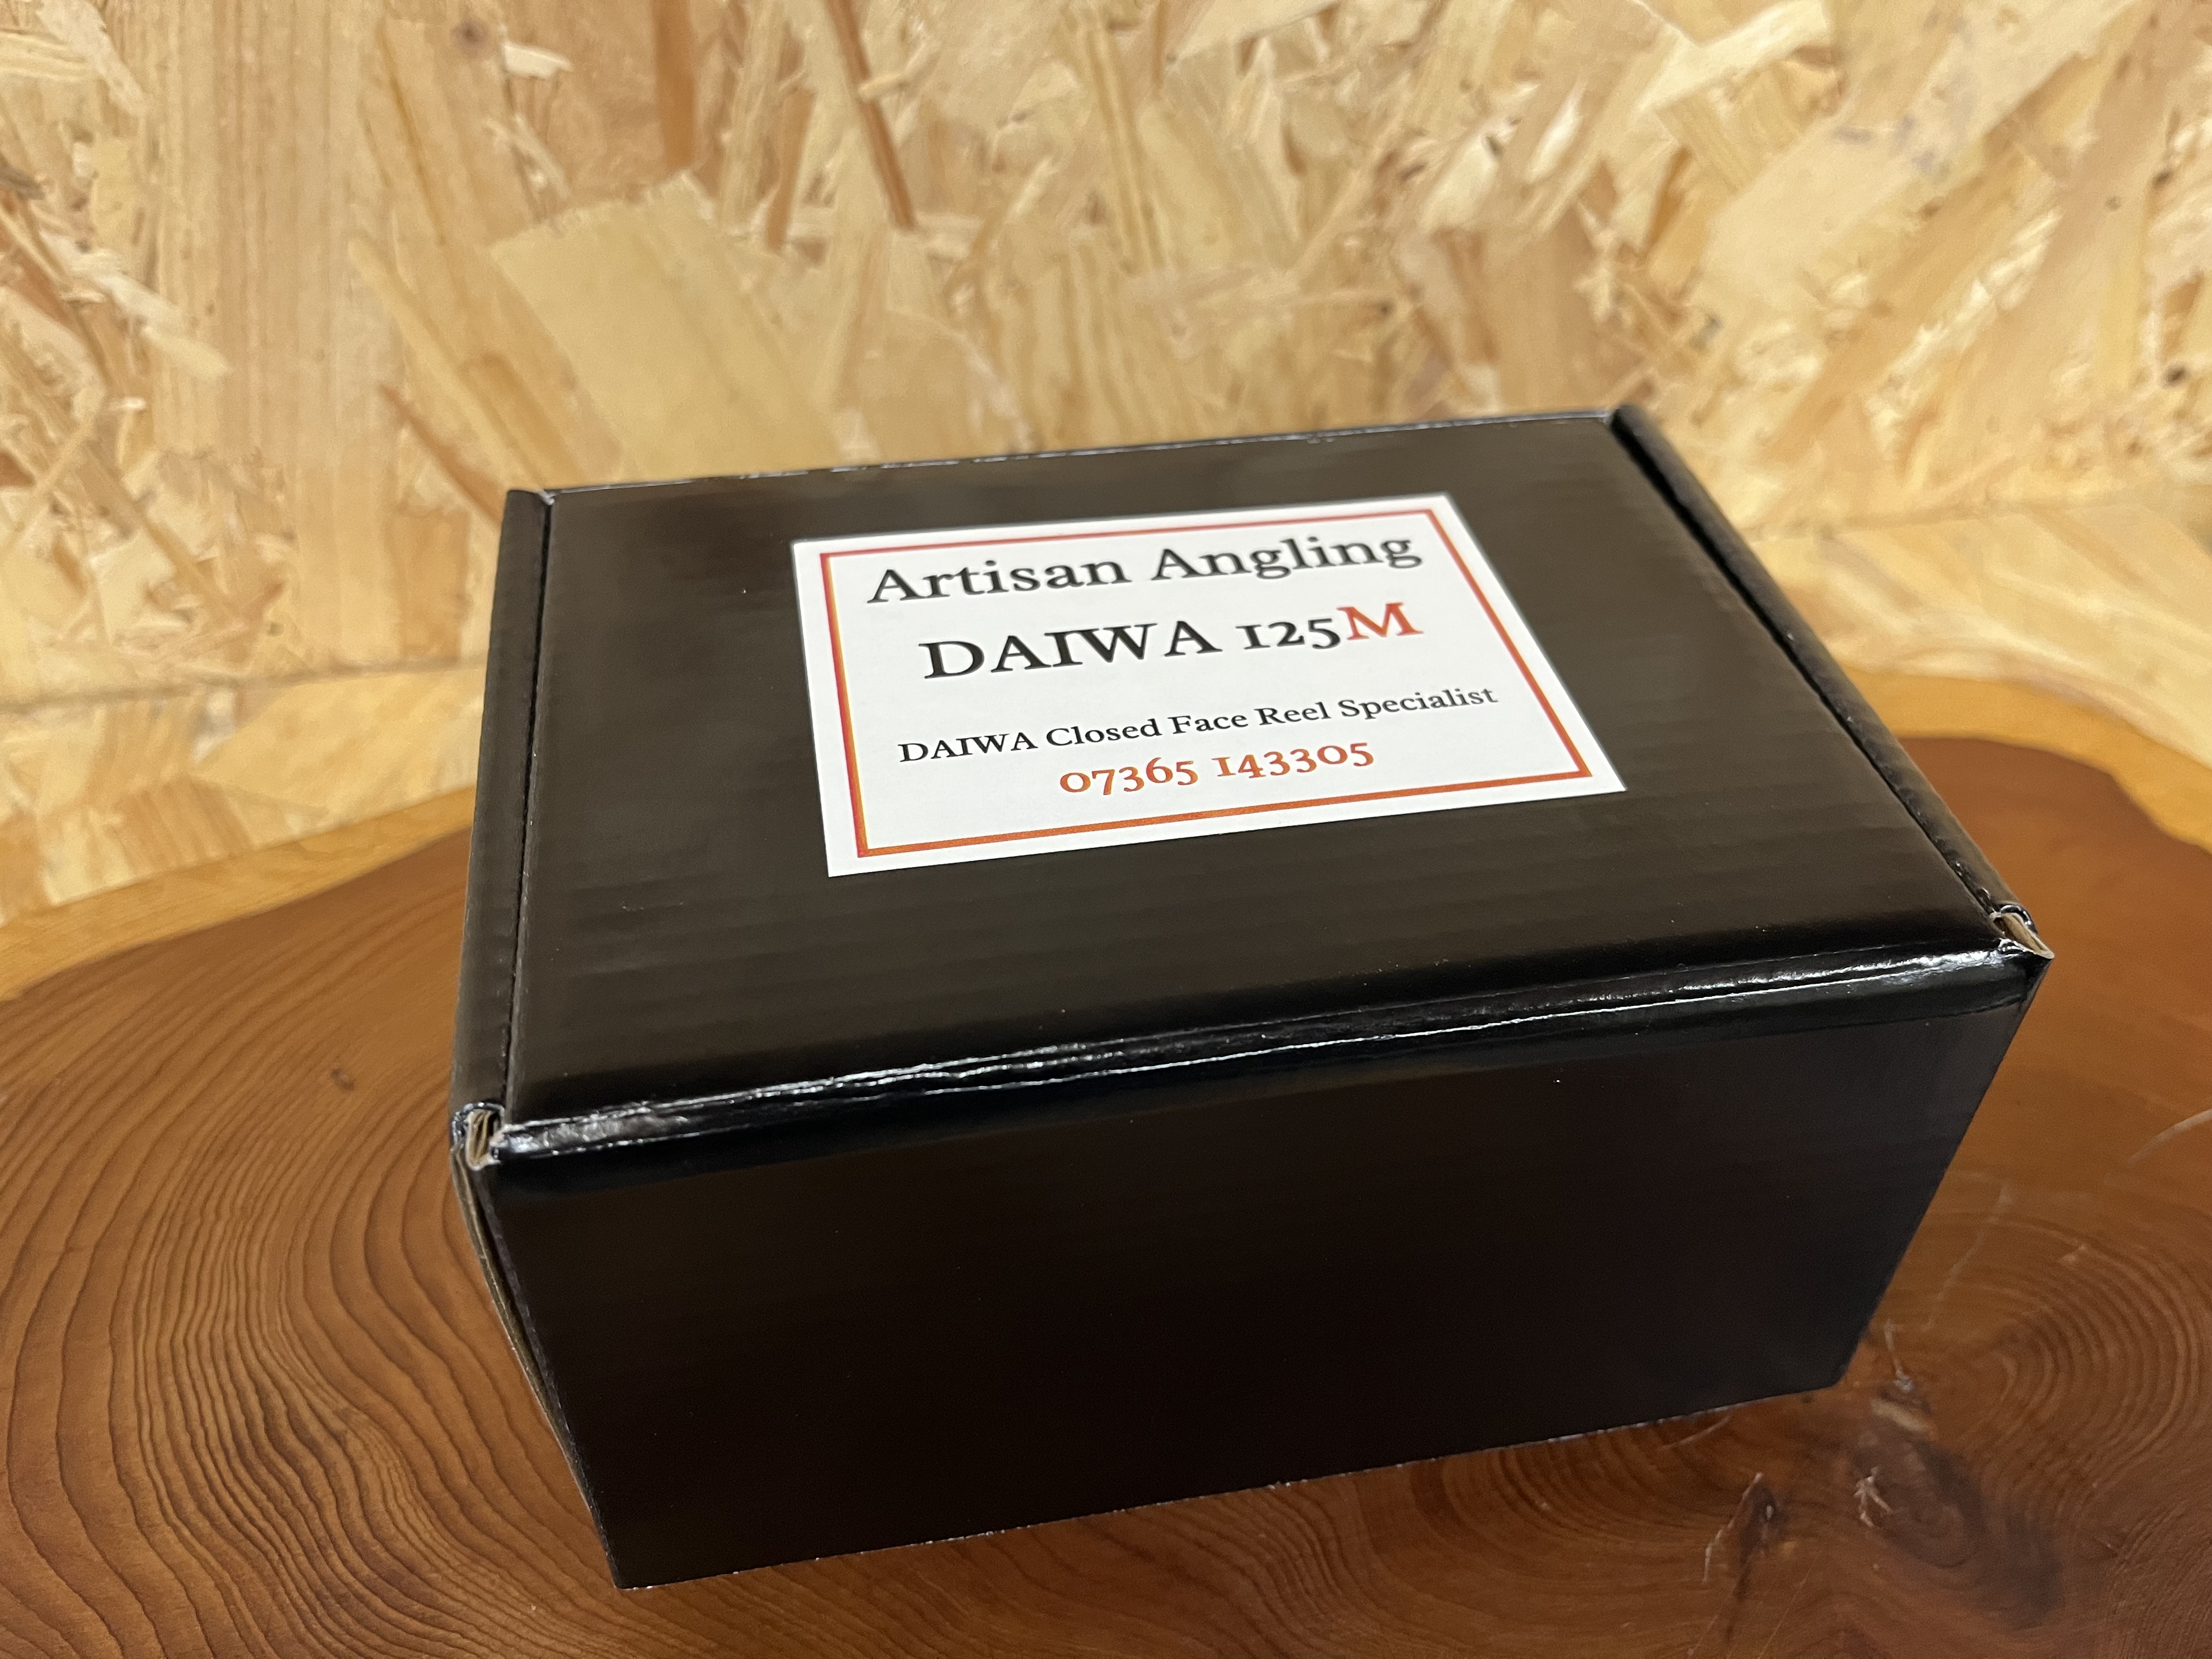 Artisan Angling
DAIWA 125M
DAIWA Closed Face Reel Specialist
07365 143305